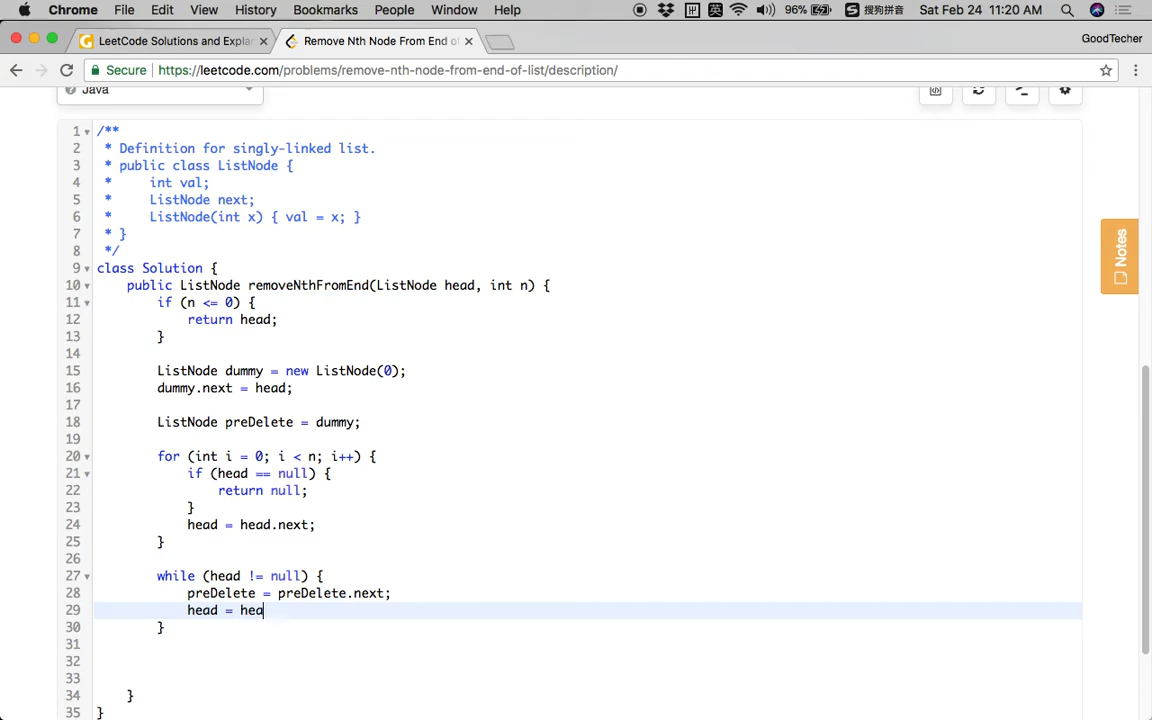 Chrome File Edit View History Bookmarks People Window Help 英 96% 搜狗拼音 Sat Feb 24 11:20 AM
LeetCode Solutions and Expla Remove Nth Node From End of GoodTecher
Secure https://leetcode.com/problems/remove-nth-node-from-end-of-list/description/
Java
1 /**
2 * Definition for singly-linked list.
3 * public class ListNode {
4 * int val;
5 * ListNode next;
6 * ListNode(int x) { val = x; }
7 * }
8 */
9 class Solution {
10 public ListNode removeNthFromEnd(ListNode head, int n) {
11 if (n <= 0) {
12 return head;
13 }
14
15 ListNode dummy = new ListNode(0);
16 dummy.next = head;
17
18 ListNode preDelete = dummy;
19
20 for (int i = 0; i < n; i++) {
21 if (head == null) {
22 return null;
23 }
24 head = head.next;
25 }
26
27 while (head != null) {
28 preDelete = preDelete.next;
29 head = hea
30 }
31
32
33
34 }
35 }
Notes